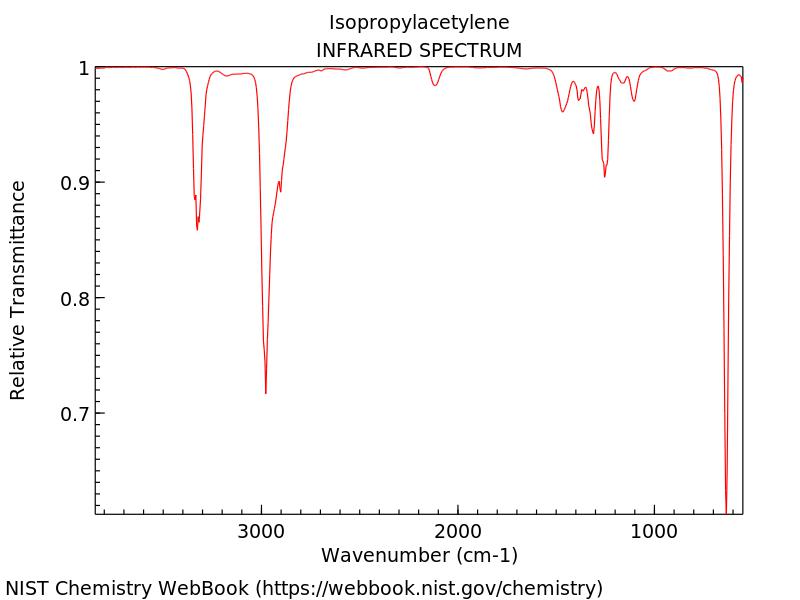 Isopropylacetylene
INFRARED SPECTRUM
1
0.9
0.8
0.7
Relative Transmittance
3000 2000 1000
Wavenumber (cm-1)
NIST Chemistry WebBook (https://webbook.nist.gov/chemistry)